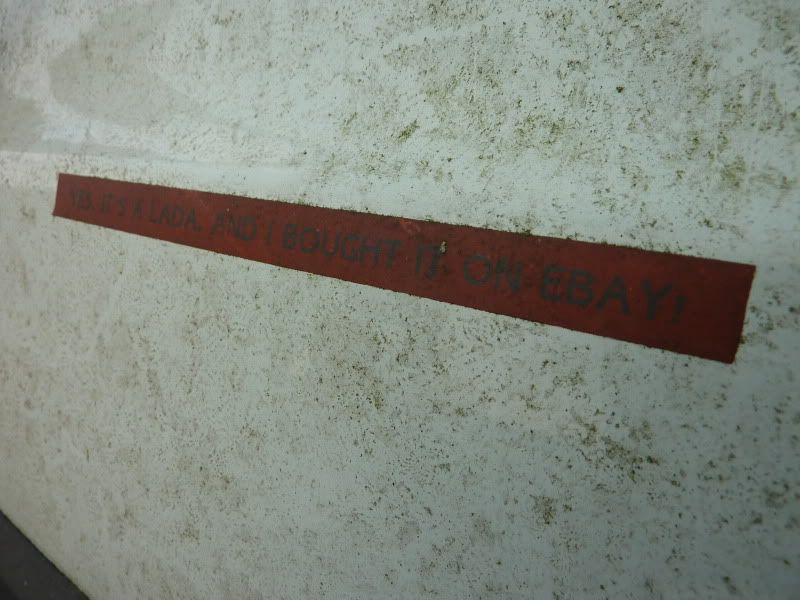 YES, IT'S A LADA. AND I BOUGHT IT ON EBAY!